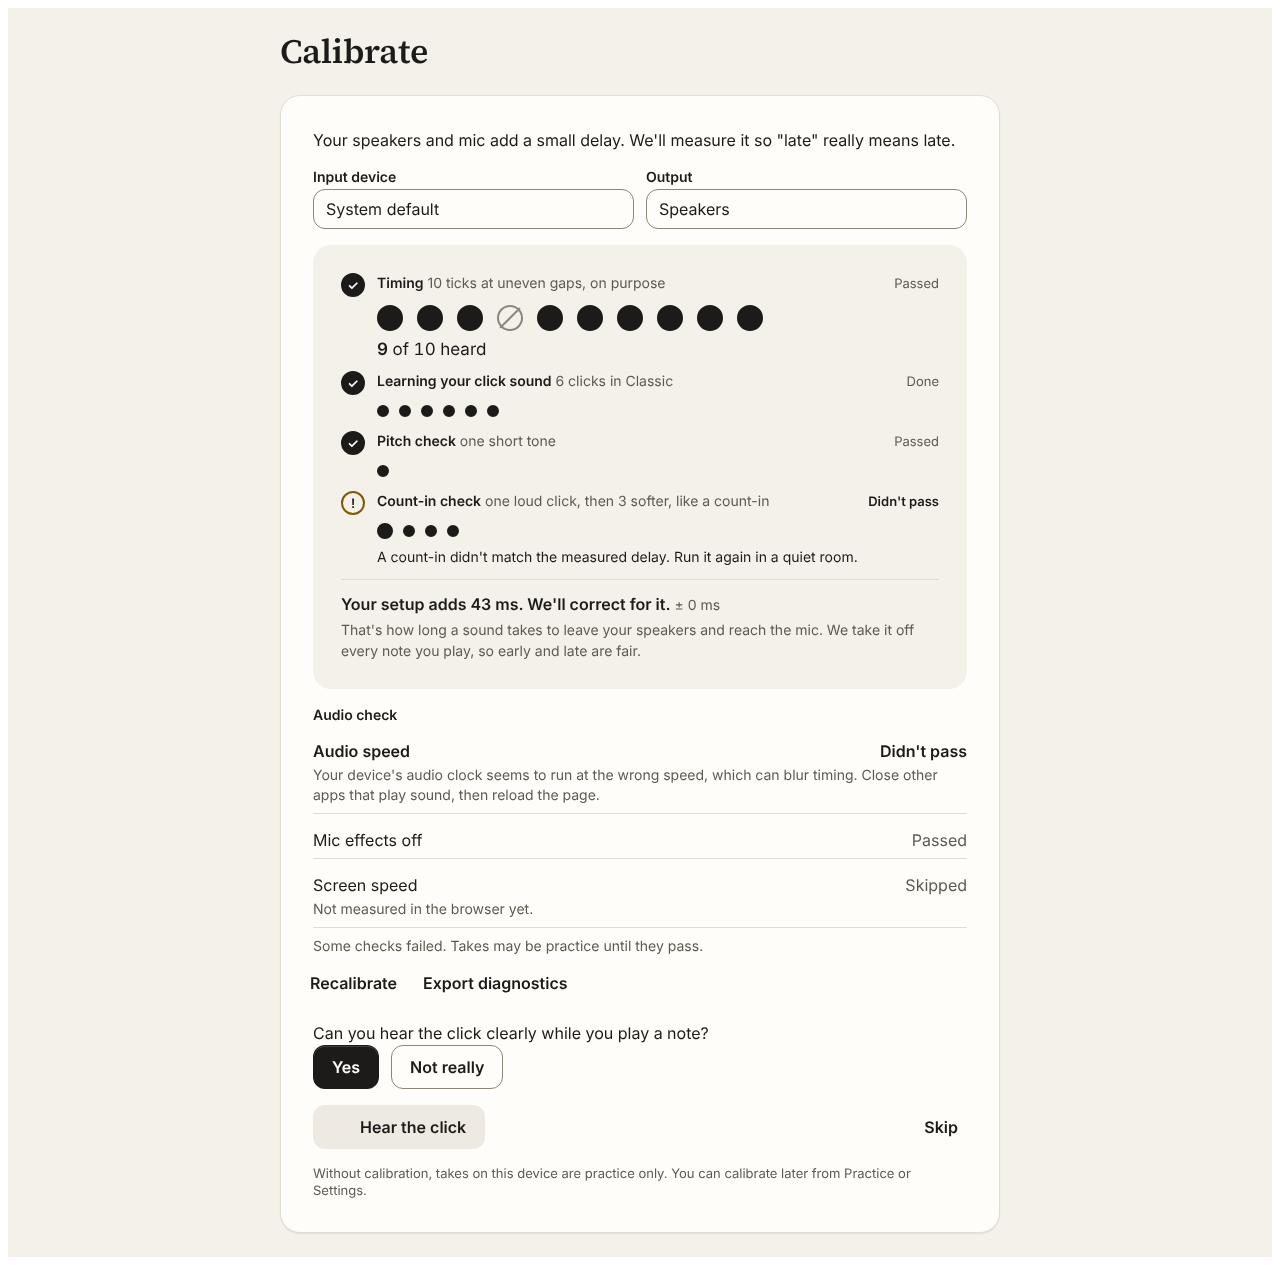 Calibrate
Your speakers and mic add a small delay. We'll measure it so "late" really means late.
Input device
Output
System default
Speakers
Timing 10 ticks at uneven gaps, on purpose
Passed
9 of 10 heard
Learning your click sound 6 clicks in Classic
Done
Pitch check one short tone
Passed
Count-in check one loud click, then 3 softer, like a count-in
Didn't pass
A count-in didn't match the measured delay. Run it again in a quiet room.
Your setup adds 43 ms. We'll correct for it. ± 0 ms
That's how long a sound takes to leave your speakers and reach the mic. We take it off
every note you play, so early and late are fair.
Audio check
Audio speed
Didn't pass
Your device's audio clock seems to run at the wrong speed, which can blur timing. Close other
apps that play sound, then reload the page.
Mic effects off
Passed
Screen speed
Skipped
Not measured in the browser yet.
Some checks failed. Takes may be practice until they pass.
Recalibrate
Export diagnostics
Can you hear the click clearly while you play a note?
Yes
Not really
Hear the click
Skip
Without calibration, takes on this device are practice only. You can calibrate later from Practice or
Settings.